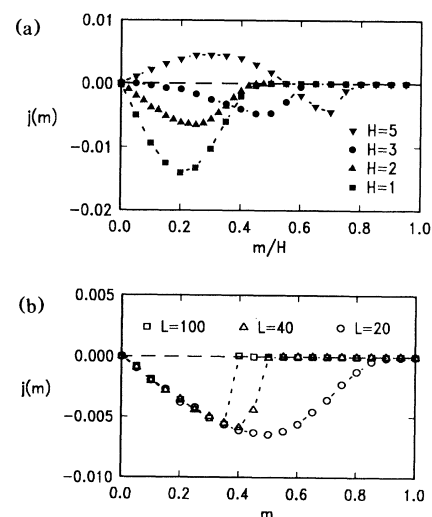 (a)
0.01
0.00
-0.01
-0.02
j(m)
▼ H=5
● H=3
▲ H=2
■ H=1
0.0 0.2 0.4 0.6 0.8 1.0
m/H
(b)
0.005
0.000
-0.005
-0.010
j(m)
□ L=100 △ L=40 ○ L=20
0.0 0.2 0.4 0.6 0.8 1.0
m